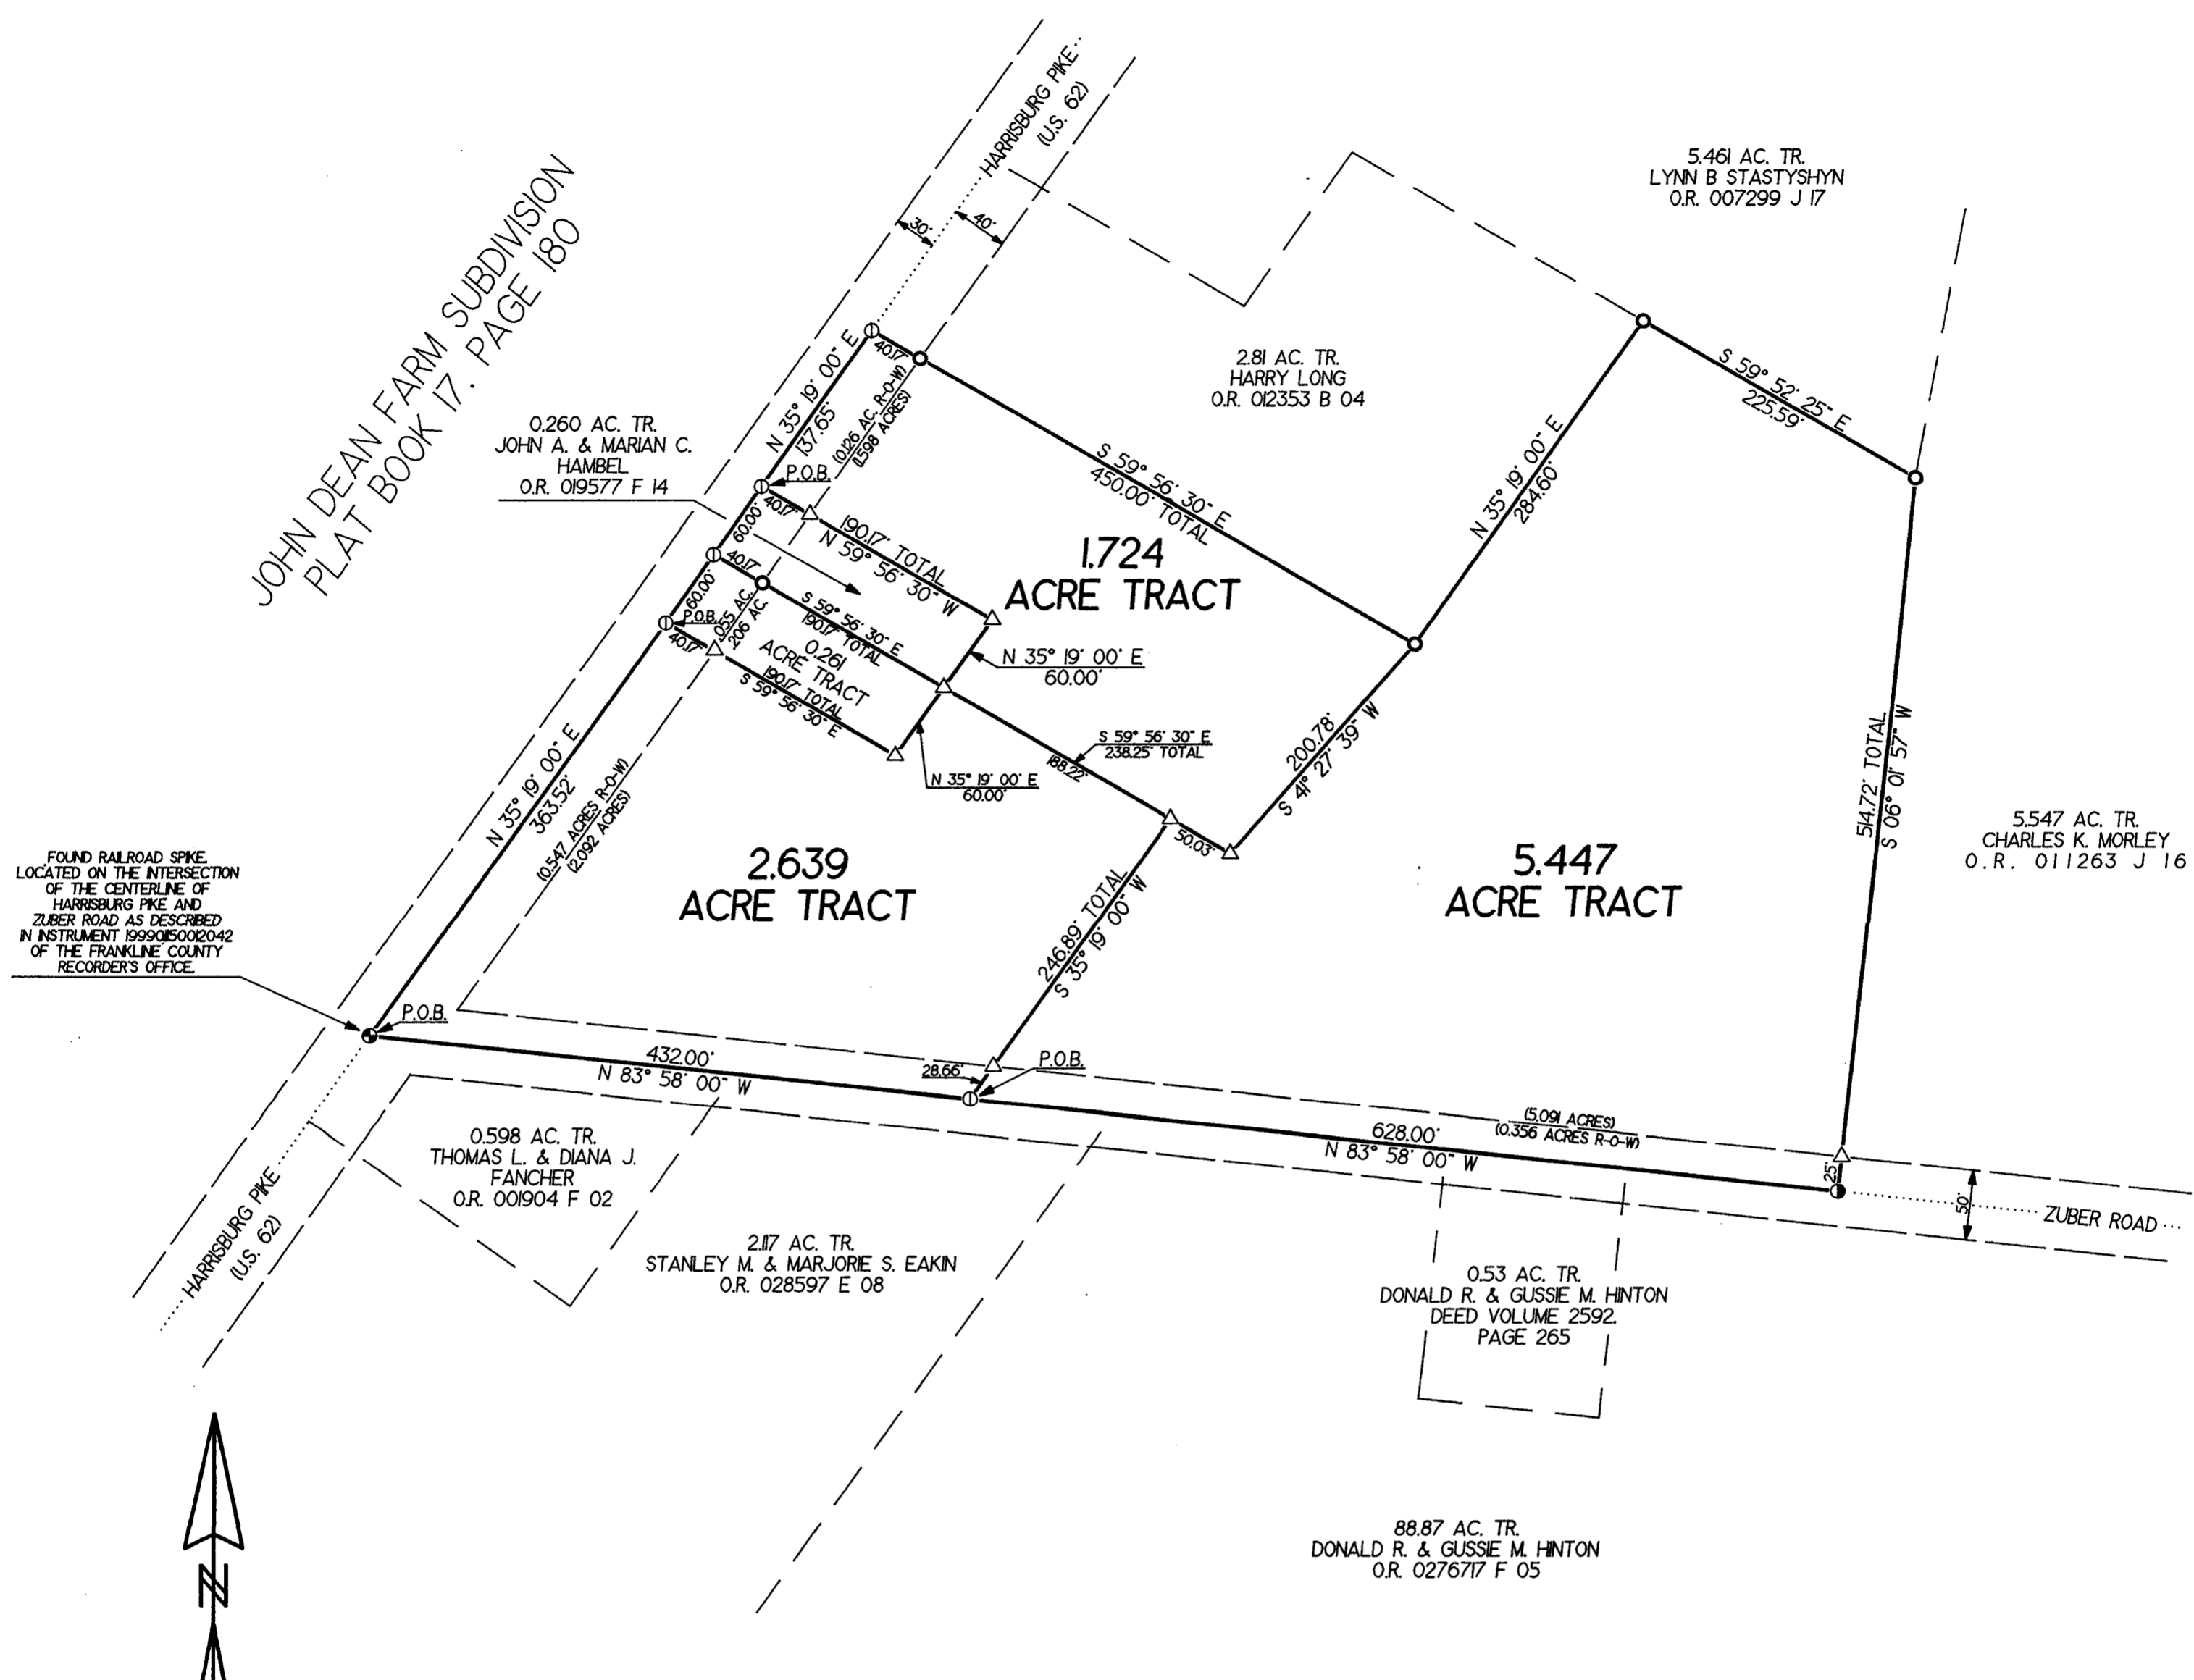 HARRISBURG PIKE
(U.S. 62)
30'
40'
5.461 AC. TR.
LYNN B STASTYSHYN
O.R. 007299 J 17
JOHN DEAN FARM SUBDIVISION
PLAT BOOK 17. PAGE 180
2.81 AC. TR.
HARRY LONG
O.R. 012353 B 04
S 59° 52' 25" E
225.59'
40.17'
N 35° 19' 00" E
137.65'
(0.126 AC. R-O-W)
(1.598 ACRES)
0.260 AC. TR.
JOHN A. & MARIAN C.
HAMBEL
O.R. 019577 F 14
P.O.B.
S 59° 56' 30" E
450.00' TOTAL
N 35° 19' 00" E
284.60'
60.00'
40.17'
190.17' TOTAL
N 59° 56' 30" W
1.724
ACRE TRACT
60.00'
40.17'
P.O.B.
.055 AC.
.206 AC.
S 59° 56' 30" E
190.17' TOTAL
0.261
ACRE TRACT
40.17'
190.17' TOTAL
S 59° 56' 30" E
N 35° 19' 00" E
60.00'
N 35° 19' 00" E
60.00'
S 59° 56' 30" E
238.25' TOTAL
188.22'
50.03'
200.78'
S 41° 27' 39" W
514.72' TOTAL
S 06° 01' 57" W
N 35° 19' 00" E
363.52'
(0.547 ACRES R-O-W)
(2.092 ACRES)
2.639
ACRE TRACT
5.447
ACRE TRACT
5.547 AC. TR.
CHARLES K. MORLEY
O.R. 011263 J 16
FOUND RAILROAD SPIKE.
LOCATED ON THE INTERSECTION
OF THE CENTERLINE OF
HARRISBURG PIKE AND
ZUBER ROAD AS DESCRIBED
IN INSTRUMENT 199901150012042
OF THE FRANKLINE COUNTY
RECORDER'S OFFICE.
246.89' TOTAL
S 35° 19' 00" W
P.O.B.
432.00'
N 83° 58' 00" W
28.66'
P.O.B.
(5.091 ACRES)
(0.356 ACRES R-O-W)
628.00'
N 83° 58' 00" W
25'
50'
ZUBER ROAD
HARRISBURG PIKE
(U.S. 62)
0.598 AC. TR.
THOMAS L. & DIANA J.
FANCHER
O.R. 001904 F 02
2.117 AC. TR.
STANLEY M. & MARJORIE S. EAKIN
O.R. 028597 E 08
0.53 AC. TR.
DONALD R. & GUSSIE M. HINTON
DEED VOLUME 2592.
PAGE 265
88.87 AC. TR.
DONALD R. & GUSSIE M. HINTON
O.R. 0276717 F 05
N